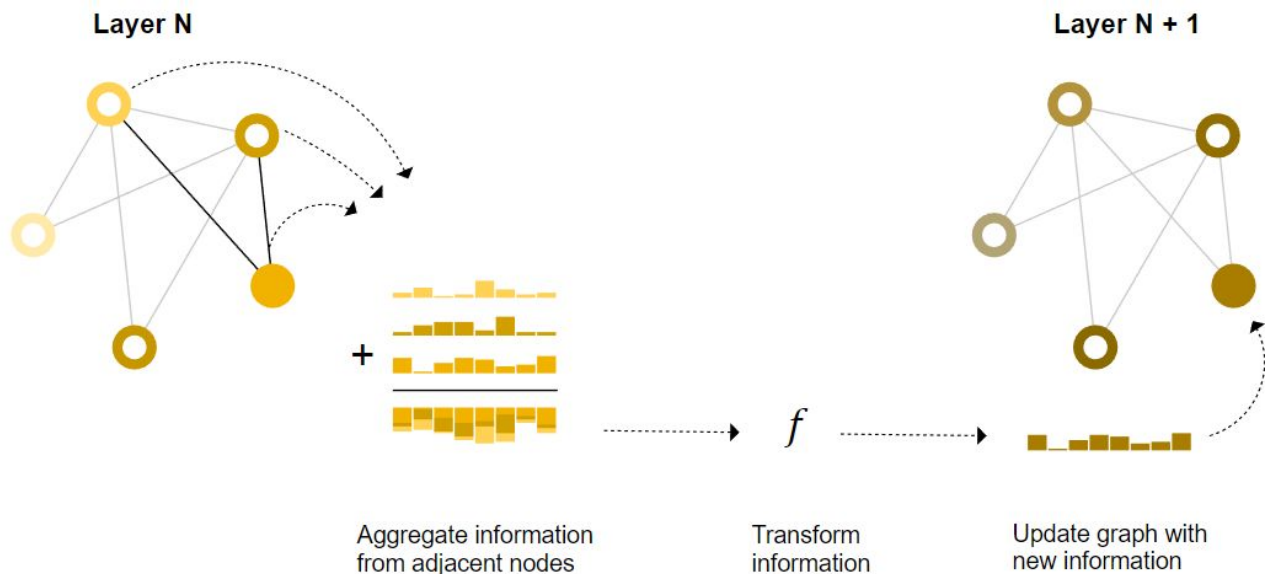 Layer N
Layer N + 1
+
f
Aggregate information
from adjacent nodes
Transform
information
Update graph with
new information